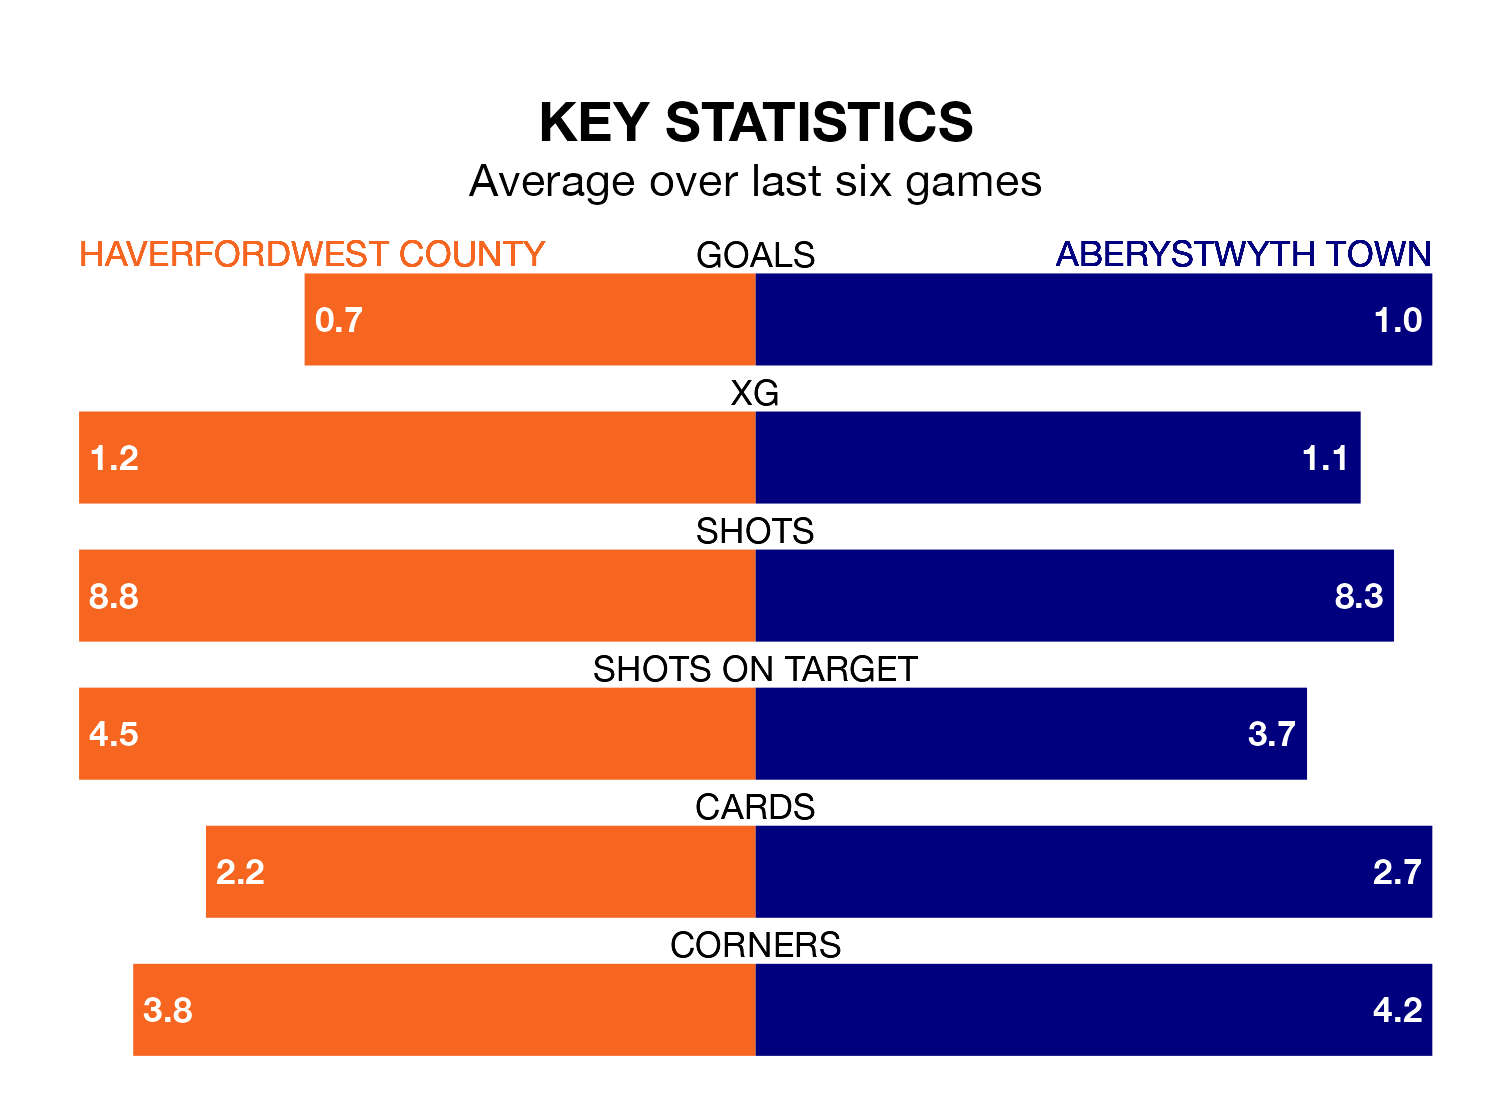 KEY STATISTICS
Average over last six games
HAVERFORDWEST COUNTY GOALS ABERYSTWYTH TOWN
0.7 1.0
XG
1.2 1.1
SHOTS
8.8 8.3
SHOTS ON TARGET
4.5 3.7
CARDS
2.2 2.7
CORNERS
3.8 4.2